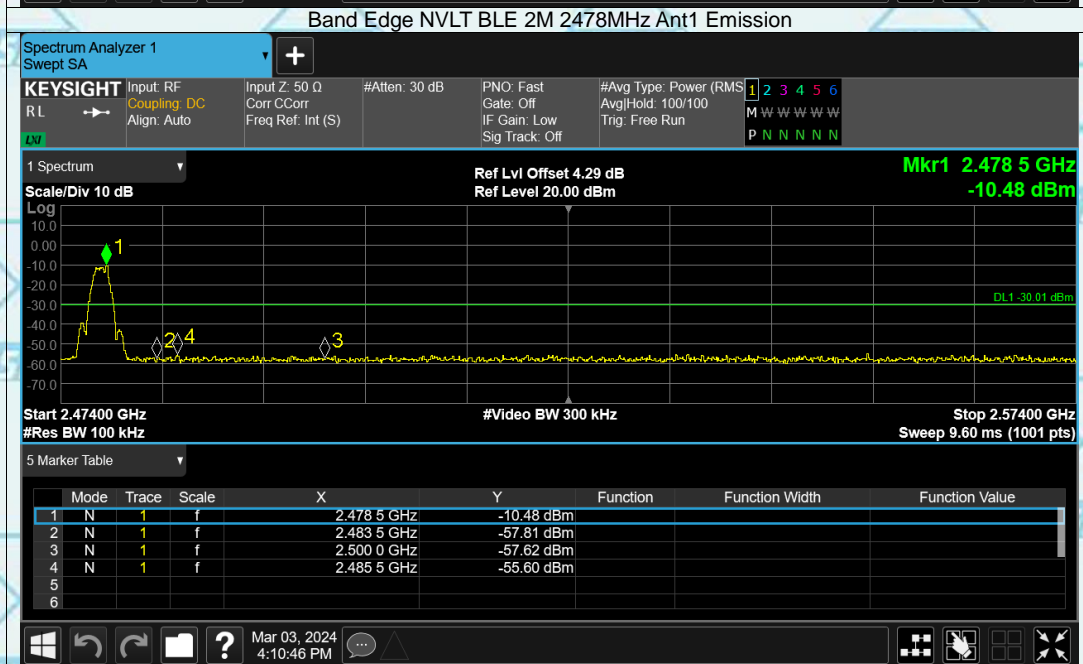 Band Edge NVLT BLE 2M 2478MHz Ant1 Emission
Spectrum Analyzer 1
Swept SA
+
KEYSIGHT Input: RF Input Z: 50 Ω #Atten: 30 dB PNO: Fast #Avg Type: Power (RMS 1 2 3 4 5 6
RL Coupling: DC Corr CCorr Gate: Off Avg|Hold: 100/100 M W W W W W
Align: Auto Freq Ref: Int (S) IF Gain: Low Trig: Free Run
LXI Sig Track: Off P N N N N N
1 Spectrum Ref Lvl Offset 4.29 dB Mkr1 2.478 5 GHz
Scale/Div 10 dB Ref Level 20.00 dBm -10.48 dBm
Log
10.0
0.00 1
-10.0
-20.0
-30.0 DL1 -30.01 dBm
-40.0
-50.0 2 4 3
-60.0
-70.0
Start 2.47400 GHz #Video BW 300 kHz Stop 2.57400 GHz
#Res BW 100 kHz Sweep 9.60 ms (1001 pts)
5 Marker Table
Mode Trace Scale X Y Function Function Width Function Value
1 N 1 f 2.478 5 GHz -10.48 dBm
2 N 1 f 2.483 5 GHz -57.81 dBm
3 N 1 f 2.500 0 GHz -57.62 dBm
4 N 1 f 2.485 5 GHz -55.60 dBm
5
6
? Mar 03, 2024
4:10:46 PM